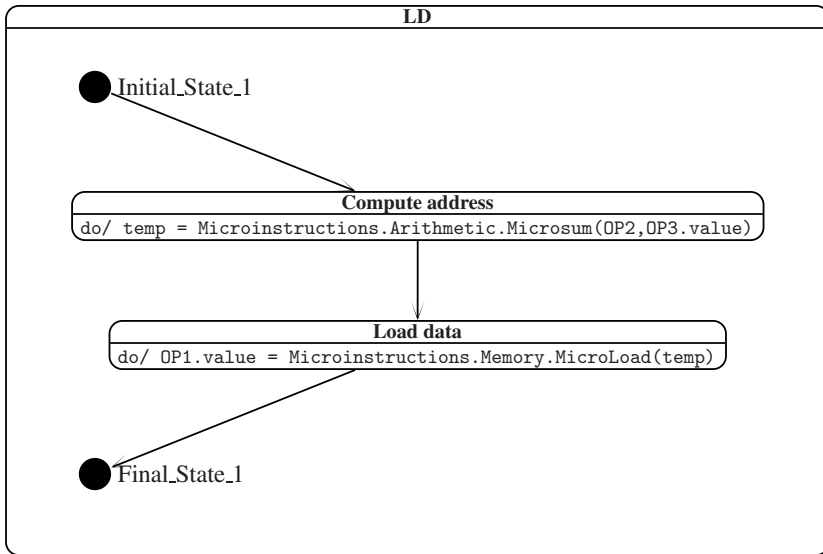 LD
Initial_State_1
Compute address
do/ temp = Microinstructions.Arithmetic.Microsum(OP2,OP3.value)
Load data
do/ OP1.value = Microinstructions.Memory.MicroLoad(temp)
Final_State_1